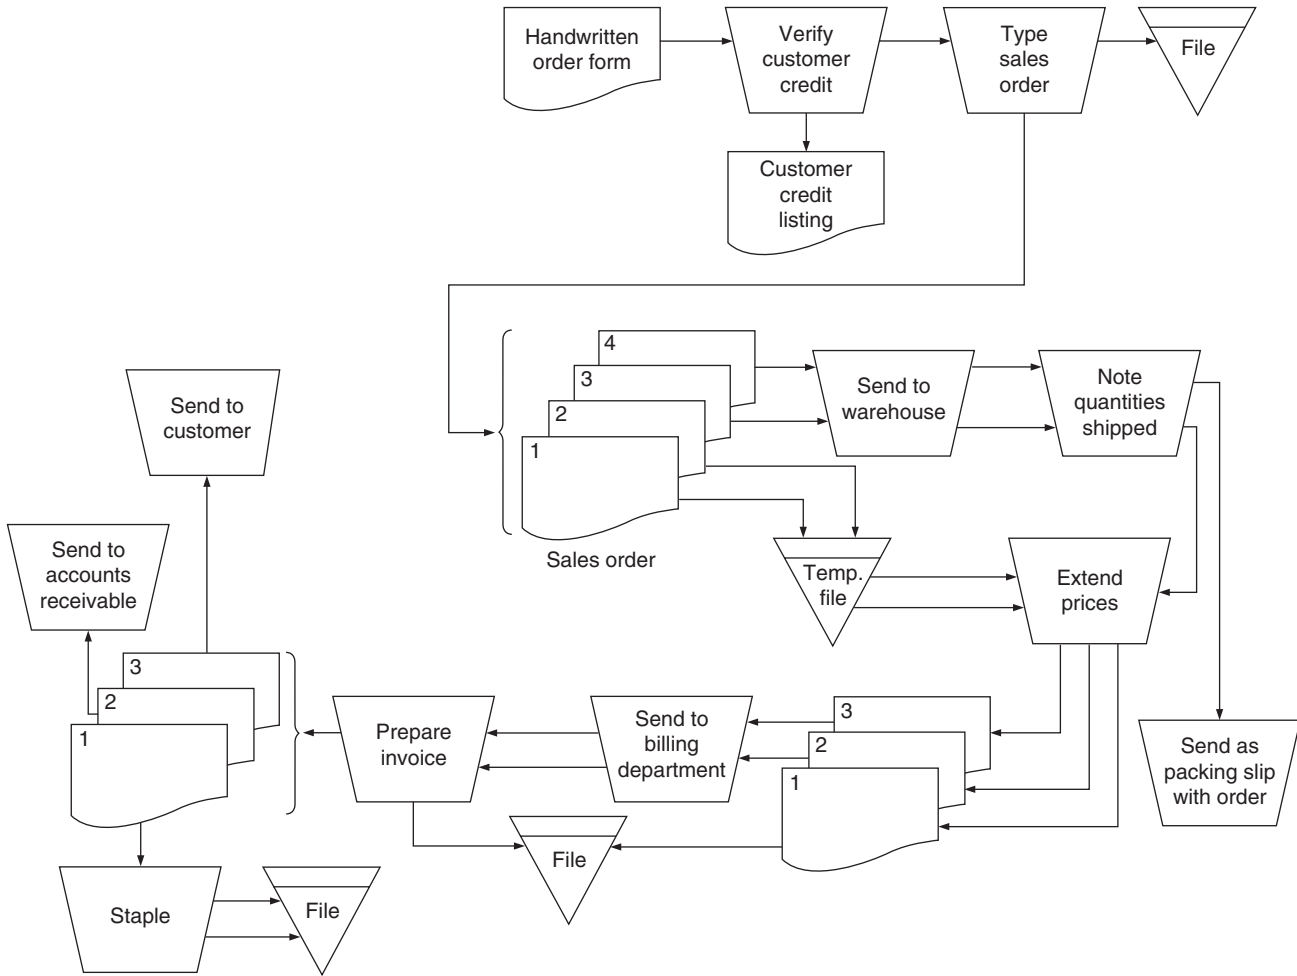 Handwritten
order form
Verify
customer
credit
Type
sales
order
File
Customer
credit
listing
4
3
2
1
Sales order
Send to
warehouse
Note
quantities
shipped
Send to
customer
Send to
accounts
receivable
Temp.
file
Extend
prices
3
2
1
Prepare
invoice
Send to
billing
department
3
2
1
Send as
packing slip
with order
File
Staple
File